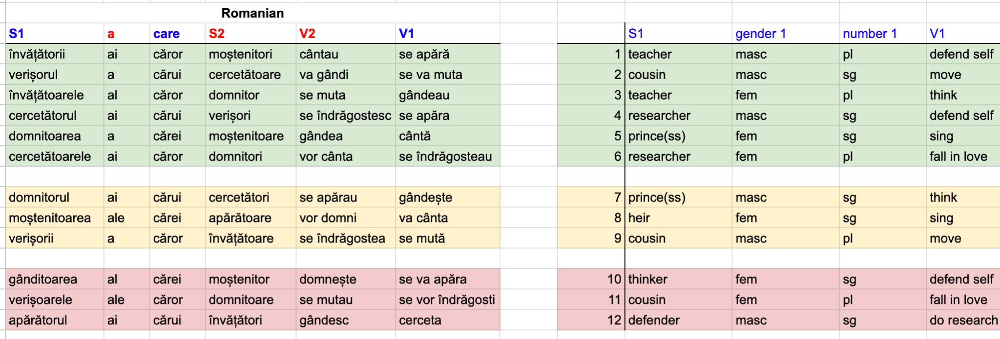 Romanian
S1 a care S2 V2 V1 S1 gender 1 number 1 V1
învățătorii ai căror moștenitori cântau se apără 1 teacher masc pl defend self
verișorul a cărui cercetătoare va gândi se va muta 2 cousin masc sg move
învățătoarele al căror domnitor se muta gândeau 3 teacher fem pl think
cercetătorul ai cărui verișori se îndrăgostesc se apăra 4 researcher masc sg defend self
domnitoarea a cărei moștenitoare gândea cântă 5 prince(ss) fem sg sing
cercetătoarele ai căror domnitori vor cânta se îndrăgosteau 6 researcher fem pl fall in love
domnitorul ai cărui cercetători se apărau gândește 7 prince(ss) masc sg think
moștenitoarea ale cărei apărătoare vor domni va cânta 8 heir fem sg sing
verișorii a căror învățătoare se îndrăgostea se mută 9 cousin masc pl move
gânditoarea al cărei moștenitor domnește se va apăra 10 thinker fem sg defend self
verișoarele ale căror domnitoare se mutau se vor îndrăgosti 11 cousin fem pl fall in love
apărătorul ai cărui învățători gândesc cerceta 12 defender masc sg do research